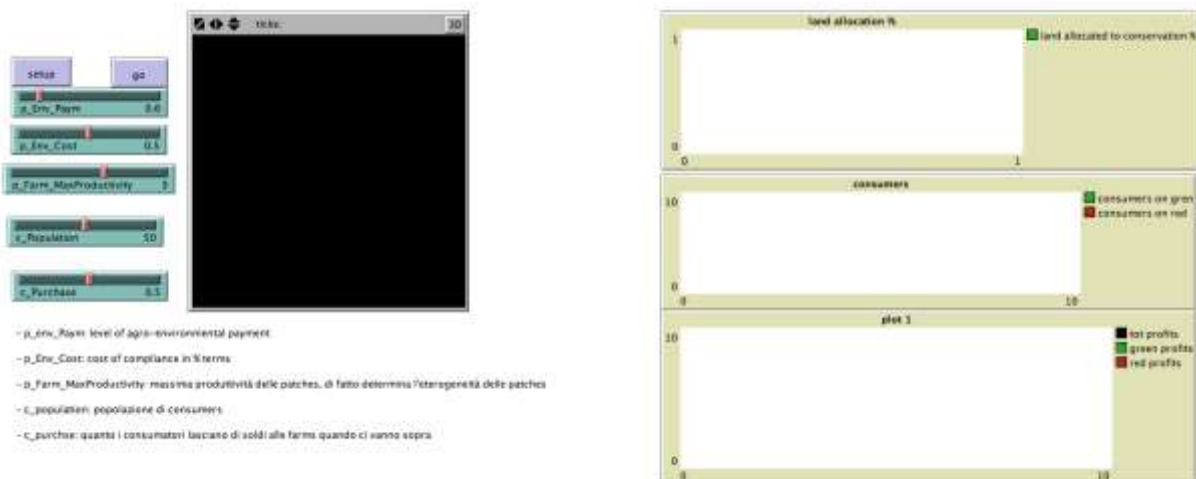 ticks:
3D
setup
go
p_Env_Paym
p_Env_Cost 0.5
p_Farm_MaxProductivity
c_Population 50
c_Purchase 0.5
- p_env_Paym: level of agro-environmental payment
- p_Env_Cost: cost of compliance in % terms
- p_Farm_MaxProductivity: massima produttività delle patches, di fatto determina l'eterogeneità delle patches
- c_population: popolazione di consumers
- c_purchse: quanto i consumatori lasciano di soldi alle farms quando ci vanno sopra
land allocation %
1
0
0 1
land allocated to conservation %
consumers
10
0
0 10
consumers on gren
consumers on red
plot 1
10
0
0 10
tot profits
green profits
red profits